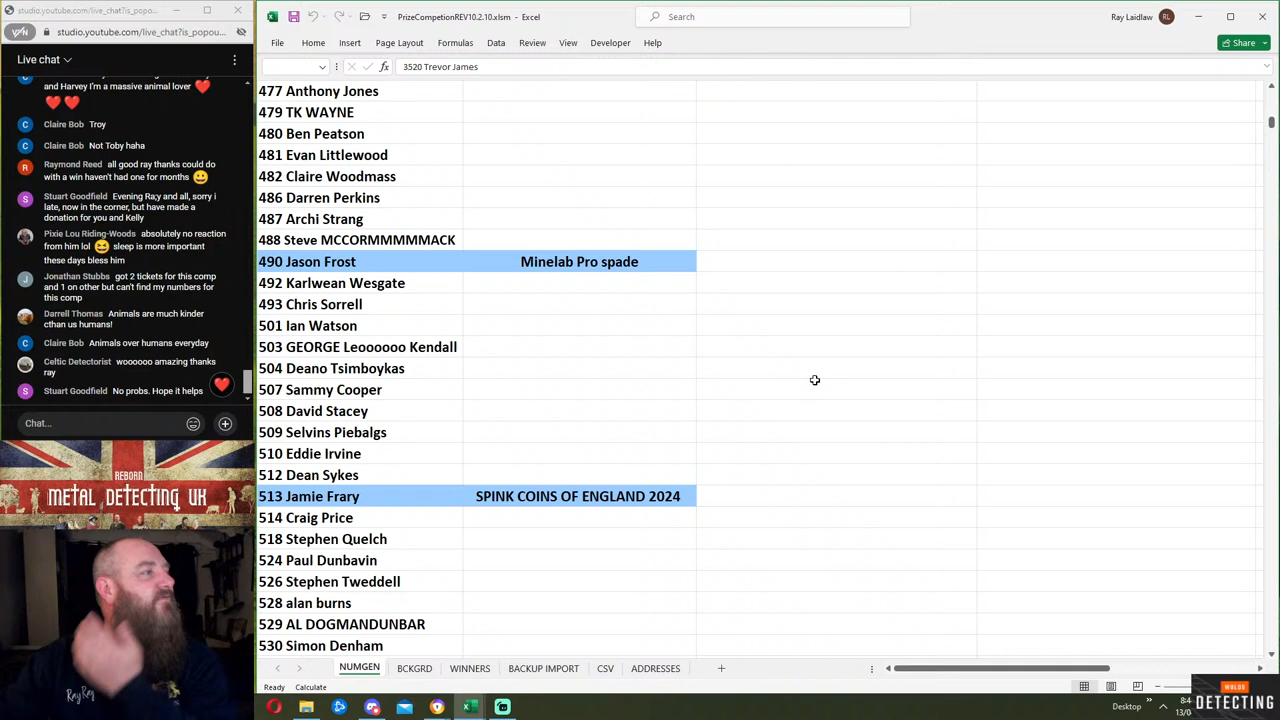 studio.youtube.com/live_chat?is_popo...
studio.youtube.com/live_chat?is_popou...
Live chat
and Harvey I'm a massive animal lover ❤️
❤️ ❤️
Claire Bob Troy
Claire Bob Not Toby haha
Raymond Reed all good ray thanks could do
with a win haven't had one for months 😀
Stuart Goodfield Evening Ra;y and all, sorry i
late, now in the corner, but have made a
donation for you and Kelly
Pixie Lou Riding-Woods absolutely no reaction
from him lol 😆 sleep is more important
these days bless him
Jonathan Stubbs got 2 tickets for this comp
and 1 on other but can't find my numbers for
this comp
Darrell Thomas Animals are much kinder
cthan us humans!
Claire Bob Animals over humans everyday
Celtic Detectorist woooooo amazing thanks
ray
Stuart Goodfield No probs. Hope it helps
Chat...
REBORN
METAL DETECTING UK
RayRay
PrizeCompetionREV10.2.10.xlsm - Excel
Search
Ray Laidlaw
RL
File Home Insert Page Layout Formulas Data Review View Developer Help
Share
fx 3520 Trevor James
477 Anthony Jones
479 TK WAYNE
480 Ben Peatson
481 Evan Littlewood
482 Claire Woodmass
486 Darren Perkins
487 Archi Strang
488 Steve MCCORMMMMMACK
490 Jason Frost Minelab Pro spade
492 Karlwean Wesgate
493 Chris Sorrell
501 Ian Watson
503 GEORGE Leoooooo Kendall
504 Deano Tsimboykas
507 Sammy Cooper
508 David Stacey
509 Selvins Piebalgs
510 Eddie Irvine
512 Dean Sykes
513 Jamie Frary SPINK COINS OF ENGLAND 2024
514 Craig Price
518 Stephen Quelch
524 Paul Dunbavin
526 Stephen Tweddell
528 alan burns
529 AL DOGMANDUNBAR
530 Simon Denham
NUMGEN BCKGRD WINNERS BACKUP IMPORT CSV ADDRESSES
Ready Calculate
Desktop
8:4
13/0
DETECTING